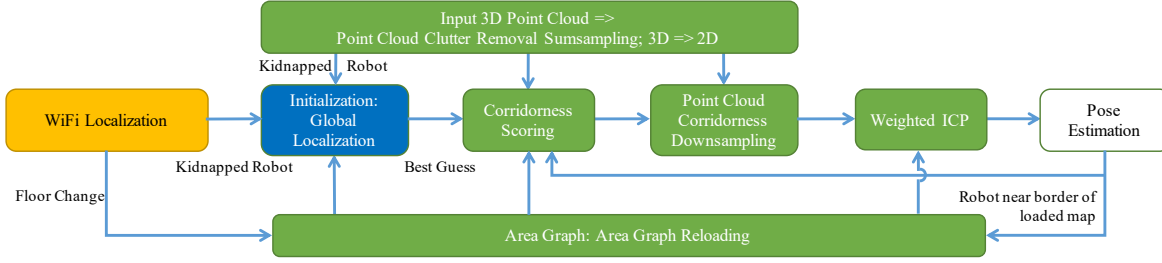 Input 3D Point Cloud =>
Point Cloud Clutter Removal Sumsampling; 3D => 2D
Kidnapped Robot
WiFi Localization
Initialization:
Global
Localization
Corridorness
Scoring
Point Cloud
Corridorness
Downsampling
Weighted ICP
Pose
Estimation
Kidnapped Robot
Best Guess
Floor Change
Robot near border of
loaded map
Area Graph: Area Graph Reloading